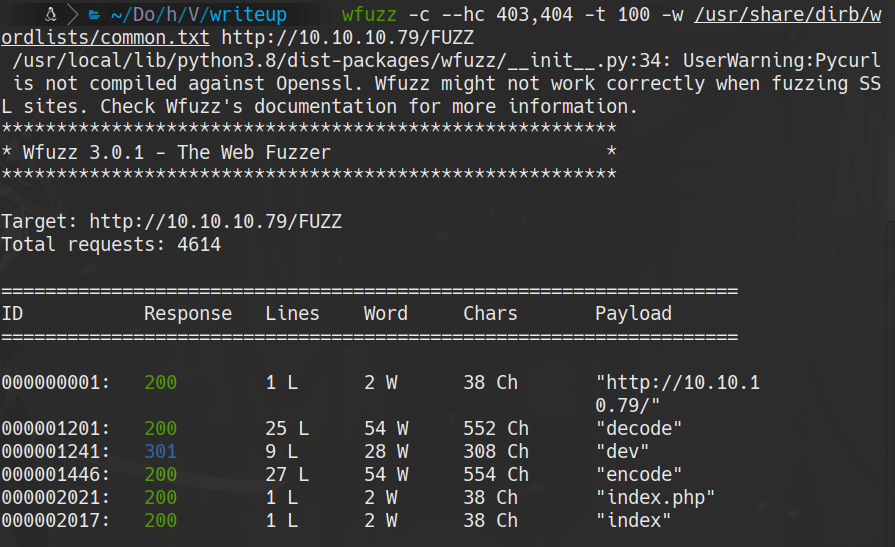 ~/Do/h/V/writeup wfuzz -c --hc 403,404 -t 100 -w /usr/share/dirb/w
ordlists/common.txt http://10.10.10.79/FUZZ
/usr/local/lib/python3.8/dist-packages/wfuzz/__init__.py:34: UserWarning:Pycurl
is not compiled against Openssl. Wfuzz might not work correctly when fuzzing SS
L sites. Check Wfuzz's documentation for more information.
********************************************************
* Wfuzz 3.0.1 - The Web Fuzzer                         *
********************************************************
Target: http://10.10.10.79/FUZZ
Total requests: 4614
===================================================================
ID Response Lines Word Chars Payload
===================================================================
000000001: 200 1 L 2 W 38 Ch "http://10.10.1
0.79/"
000001201: 200 25 L 54 W 552 Ch "decode"
000001241: 301 9 L 28 W 308 Ch "dev"
000001446: 200 27 L 54 W 554 Ch "encode"
000002021: 200 1 L 2 W 38 Ch "index.php"
000002017: 200 1 L 2 W 38 Ch "index"